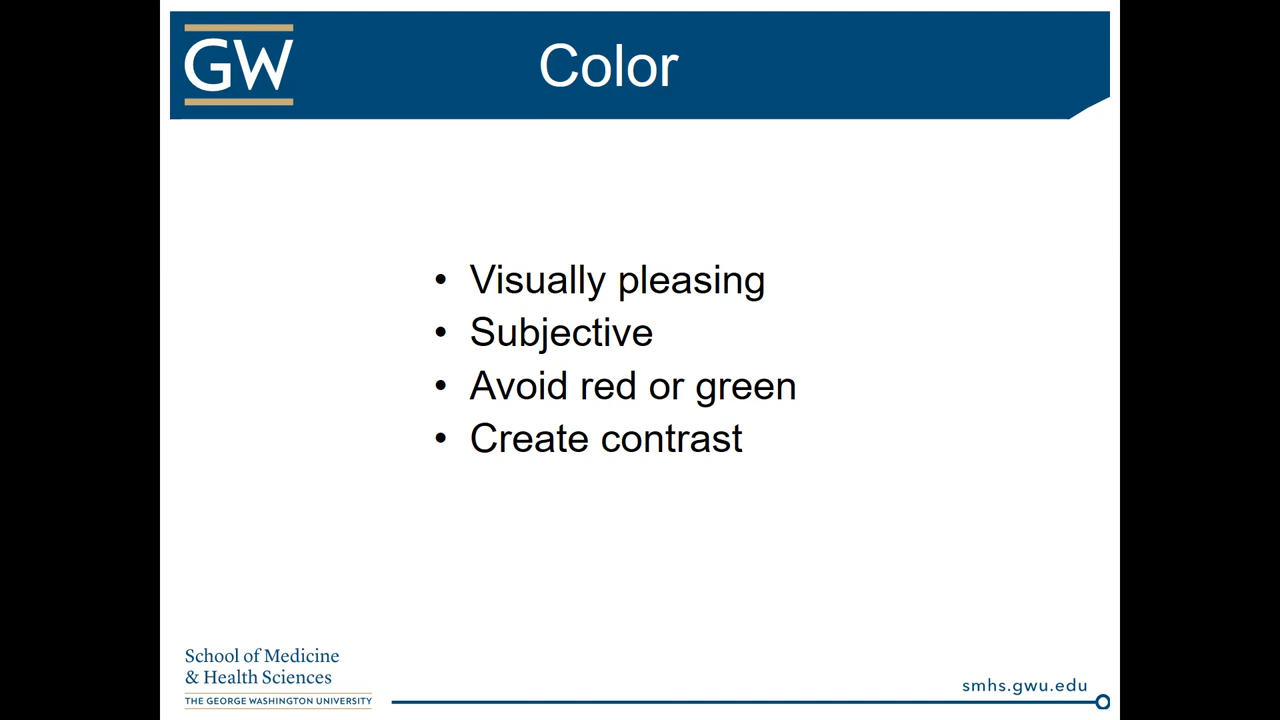 GW
Color
• Visually pleasing
• Subjective
• Avoid red or green
• Create contrast
School of Medicine
& Health Sciences
THE GEORGE WASHINGTON UNIVERSITY
smhs.gwu.edu